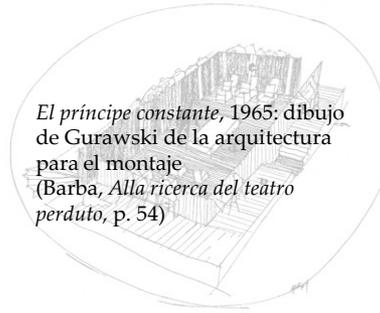 El príncipe constante, 1965: dibujo
de Gurawski de la arquitectura
para el montaje
(Barba, Alla ricerca del teatro
perduto, p. 54)